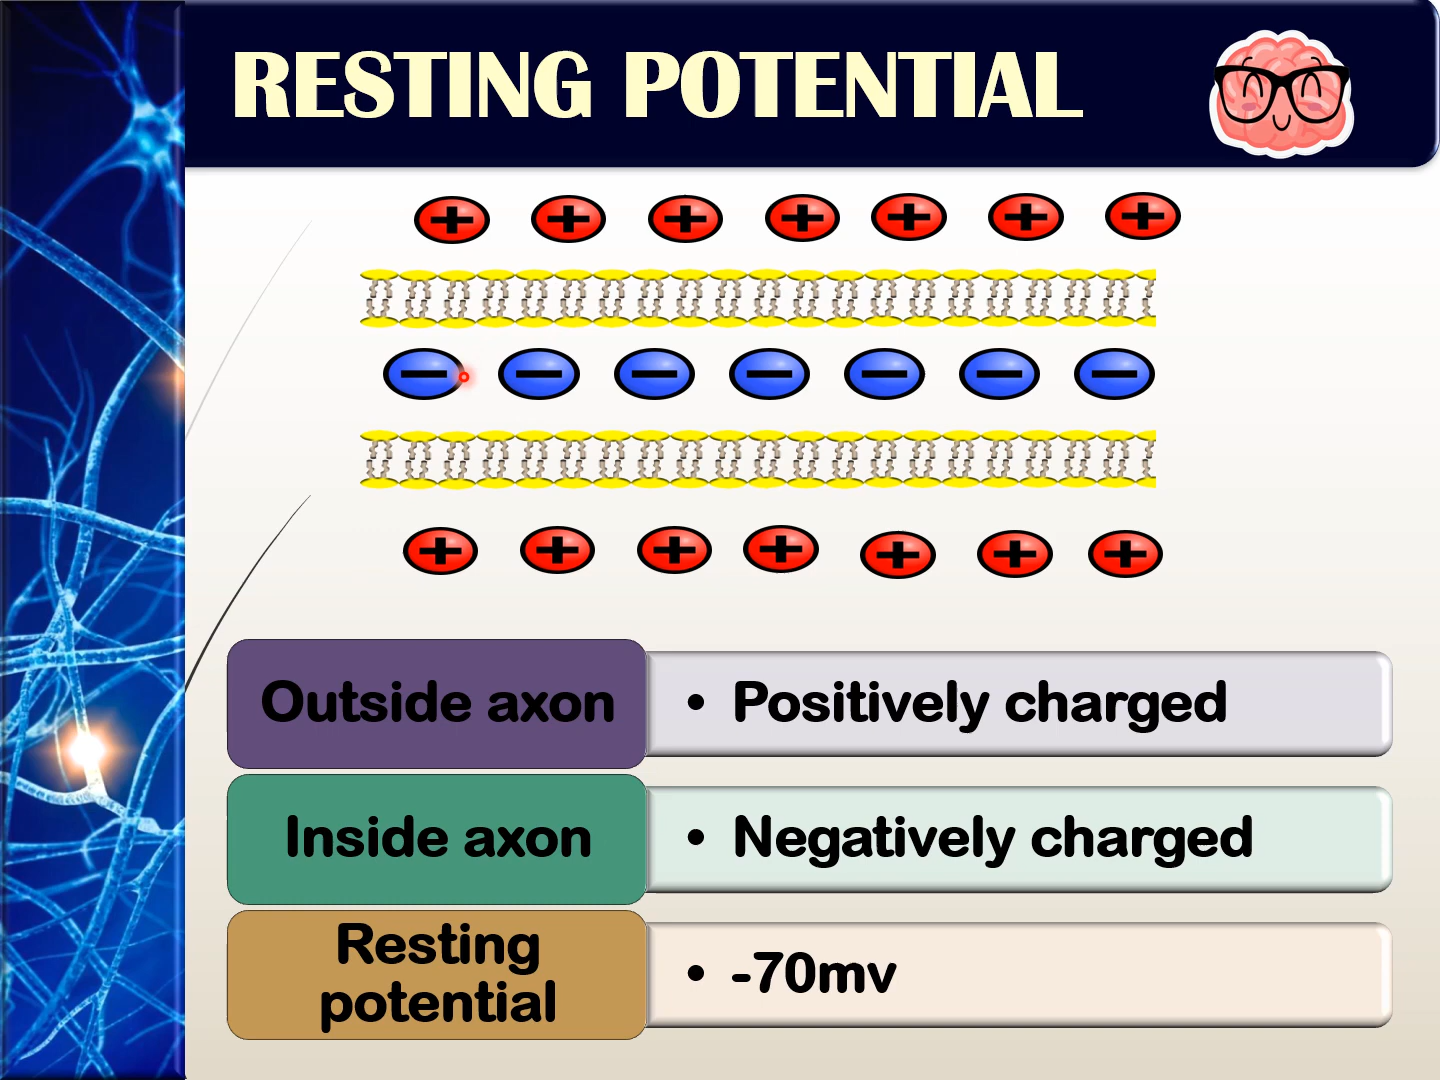 RESTING POTENTIAL
+ + + + + + +
− − − − − − −
+ + + + + + +
Outside axon
• Positively charged
Inside axon
• Negatively charged
Resting
potential
• -70mv